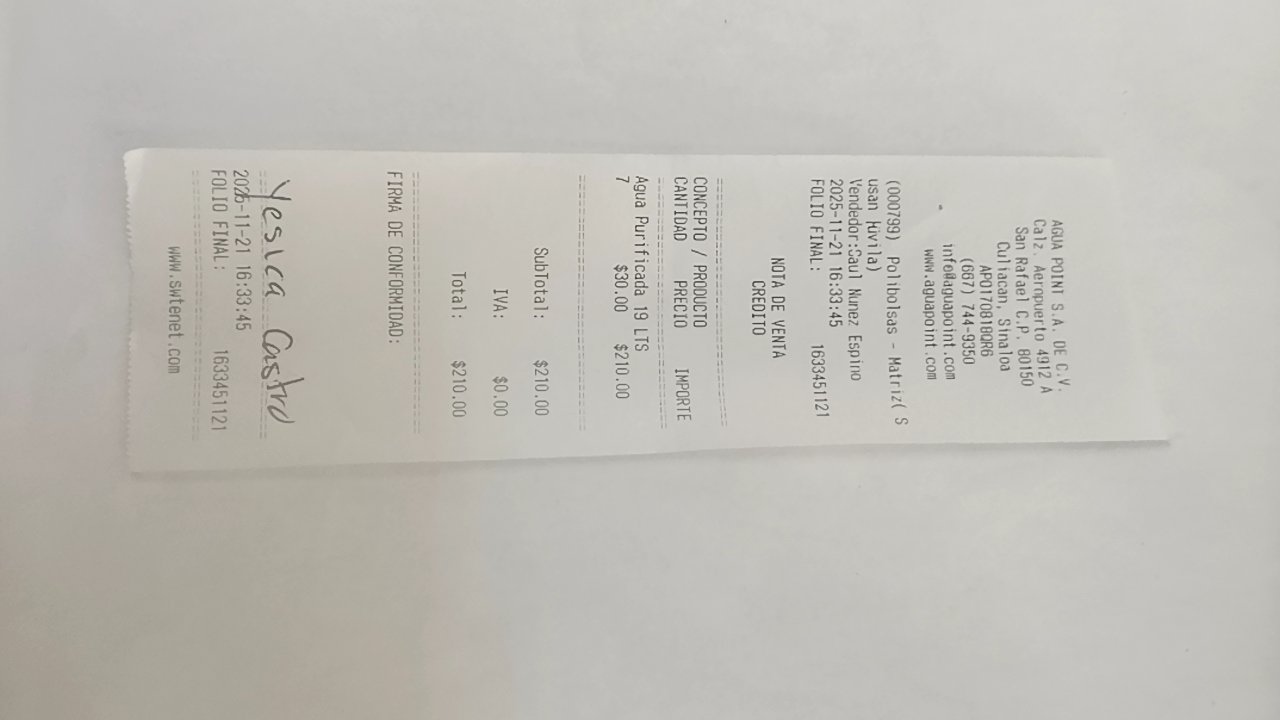 AGUA POINT S.A. DE C.V.
Calz. Aeropuerto 4912 A
San Rafael C.P. 80150
Culiacan, Sinaloa
APO170818QR6
(667) 744-9350
info@aguapoint.com
www.aguapoint.com
(000799) Polibolsas - Matriz( S
usan Hivila)
Vendedor:Saul Nunez Espino
2025-11-21 16:33:45
FOLIO FINAL: 1633451121
NOTA DE VENTA
CREDITO
CONCEPTO / PRODUCTO
CANTIDAD PRECIO IMPORTE
Agua Purificada 19 LTS
7 $30.00 $210.00
SubTotal: $210.00
IVA: $0.00
Total: $210.00
FIRMA DE CONFORMIDAD:
Yesica Castro
2025-11-21 16:33:45
FOLIO FINAL: 1633451121
www.swtenet.com